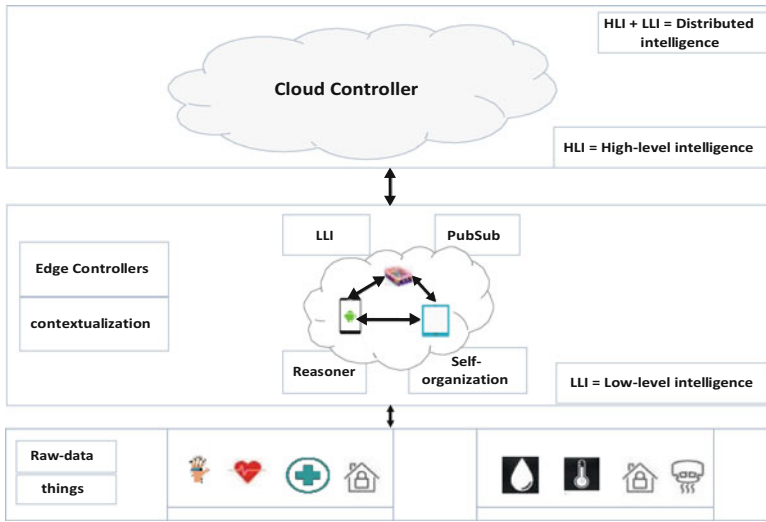 HLI + LLI = Distributed
intelligence
Cloud Controller
HLI = High-level intelligence
LLI
PubSub
Edge Controllers
contextualization
Reasoner
Self-
organization
LLI = Low-level intelligence
Raw-data
things